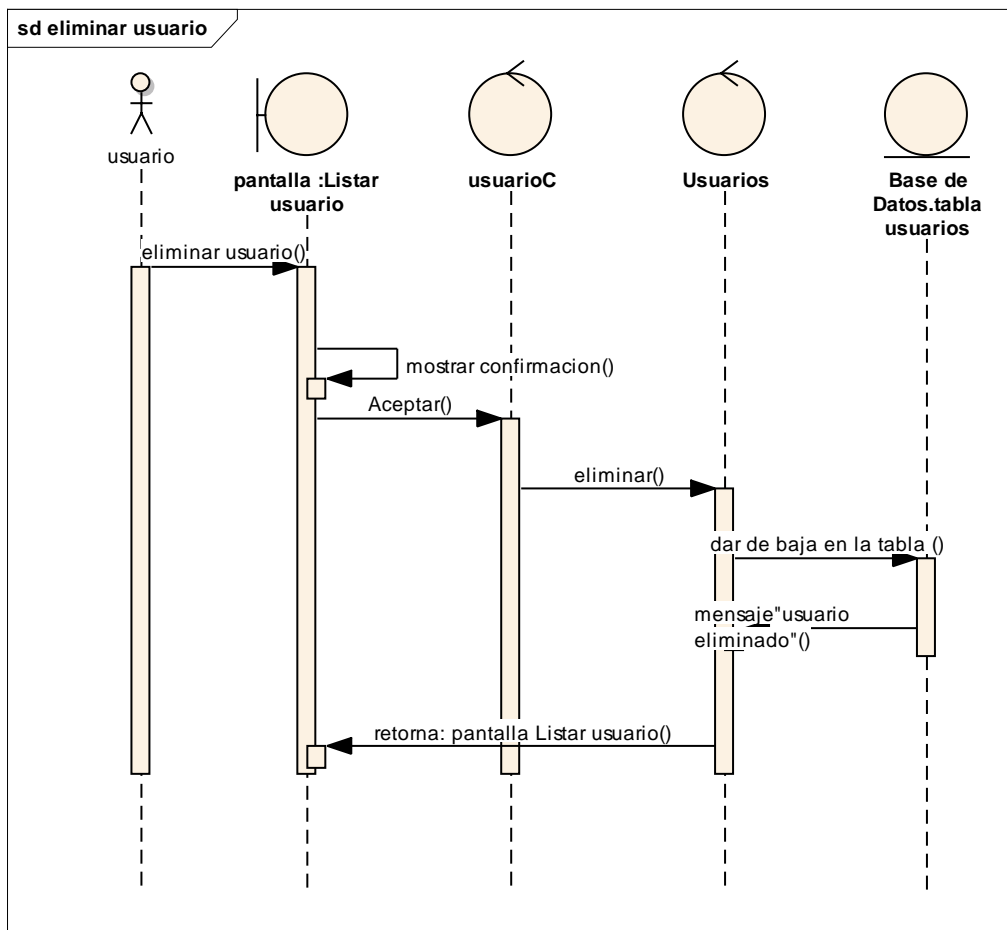 sd eliminar usuario
usuario
pantalla :Listar
usuario
usuarioC
Usuarios
Base de
Datos.tabla
usuarios
eliminar usuario()
mostrar confirmacion()
Aceptar()
eliminar()
dar de baja en la tabla ()
mensaje"usuario
eliminado"()
retorna: pantalla Listar usuario()